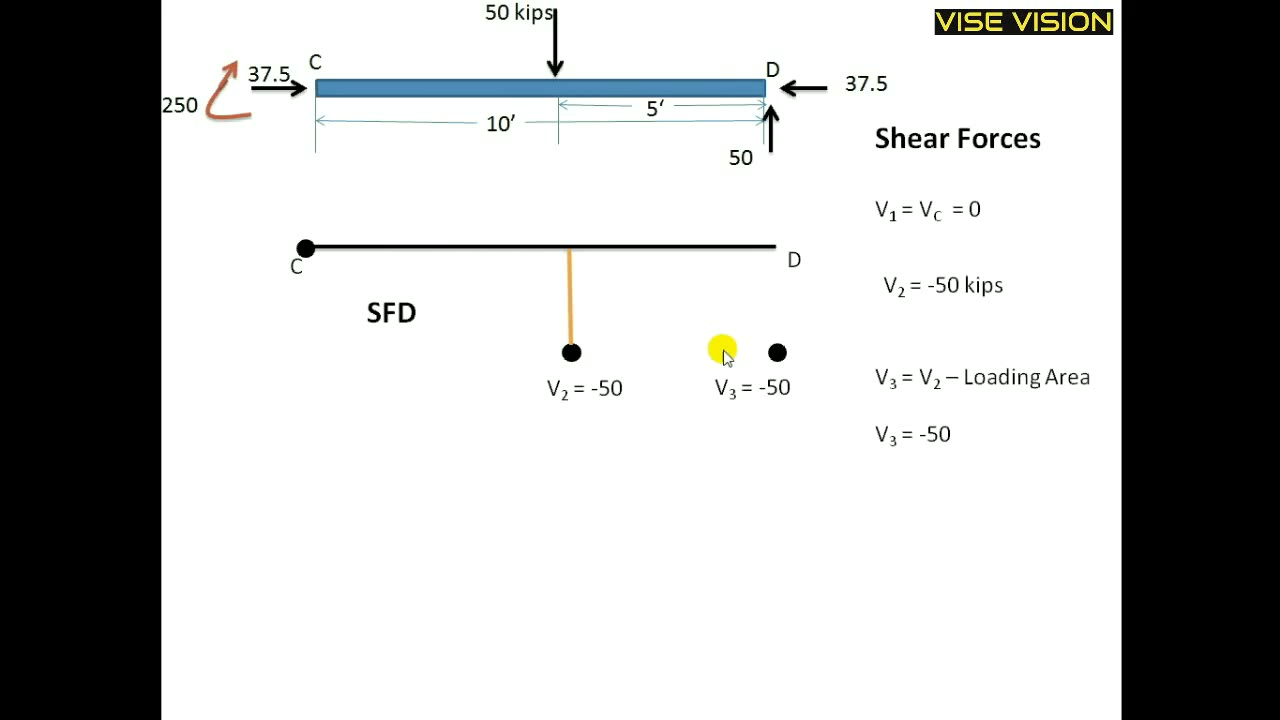 50 kips
VISE VISION
C
D
37.5
37.5
250
5‘
10’
50
Shear Forces
V1 = VC = 0
C
D
V2 = -50 kips
SFD
V2 = -50
V3 = -50
V3 = V2 – Loading Area
V3 = -50